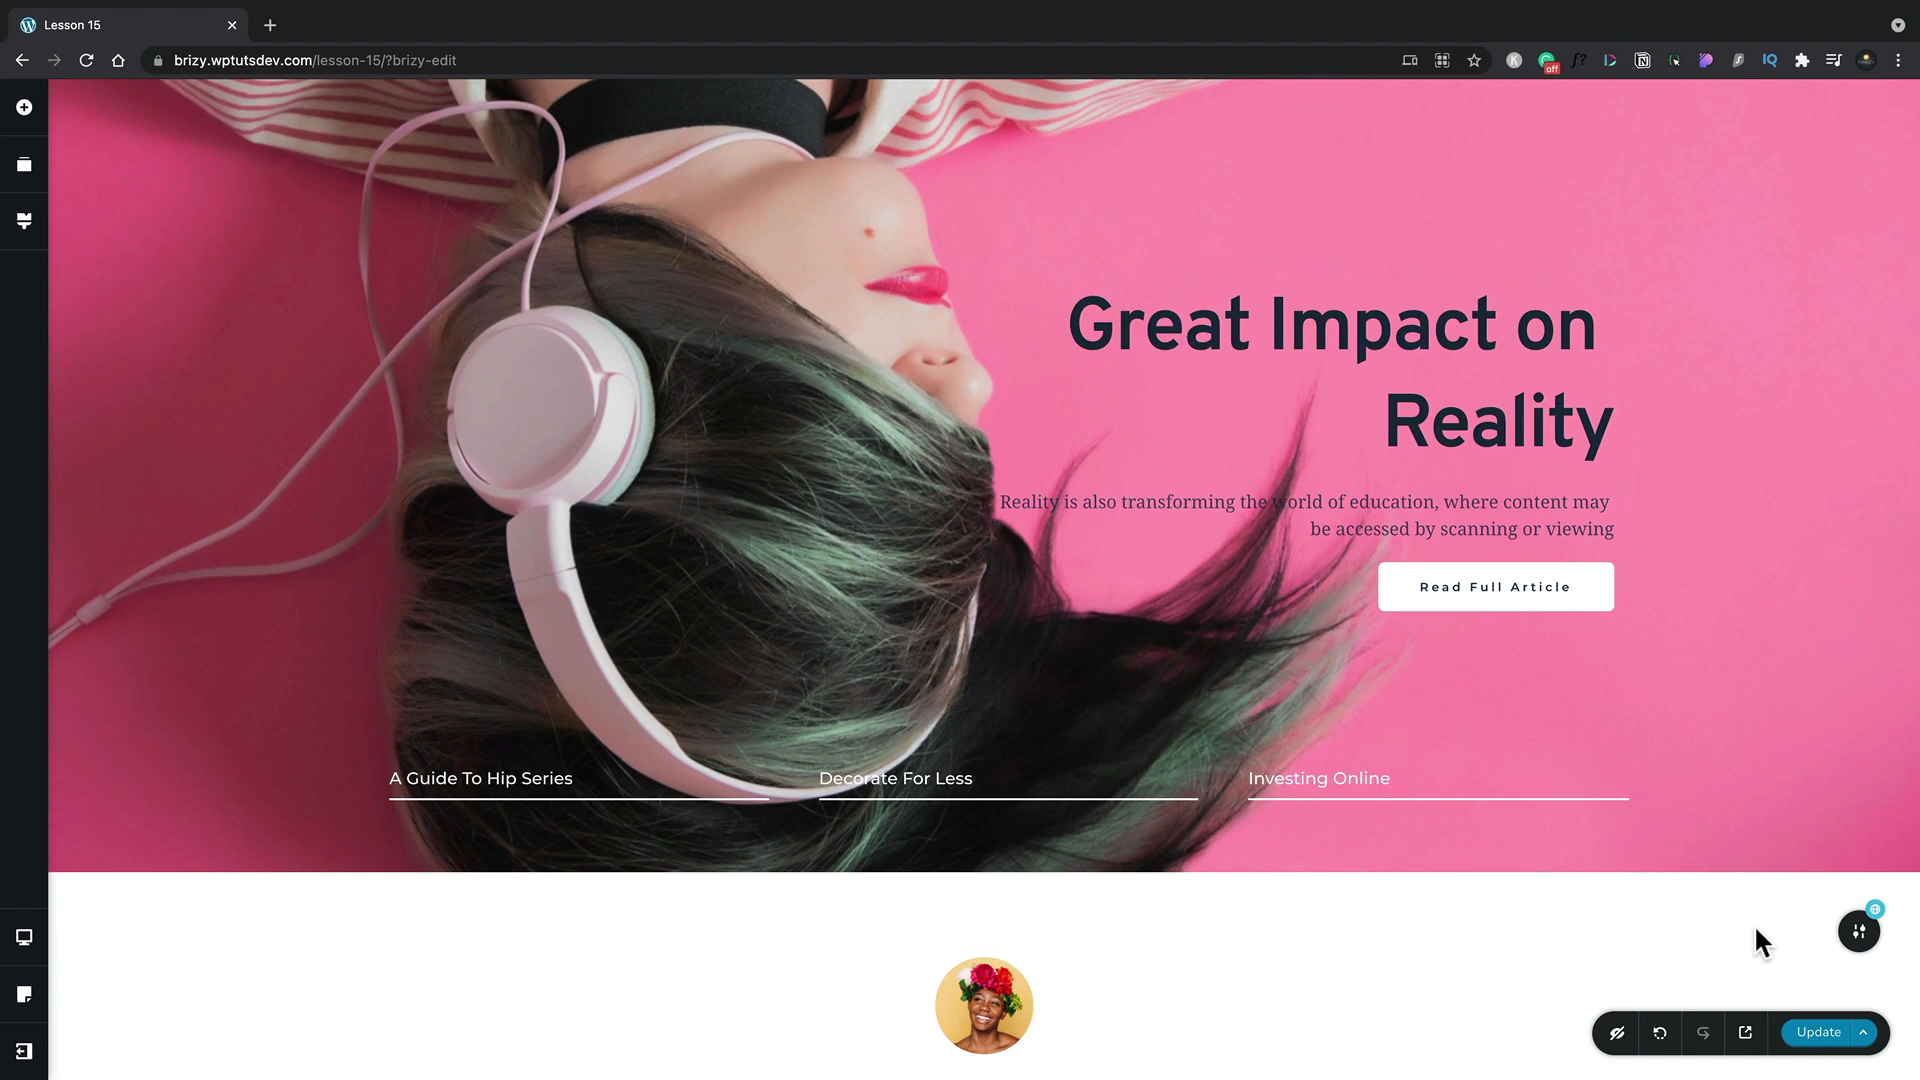 Lesson 15
brizy.wptutsdev.com/lesson-15/?brizy-edit
K
off
f?
N
IQ
Great Impact on
Reality
Reality is also transforming the world of education, where content may
be accessed by scanning or viewing
Read Full Article
A Guide To Hip Series
Decorate For Less
Investing Online
Update